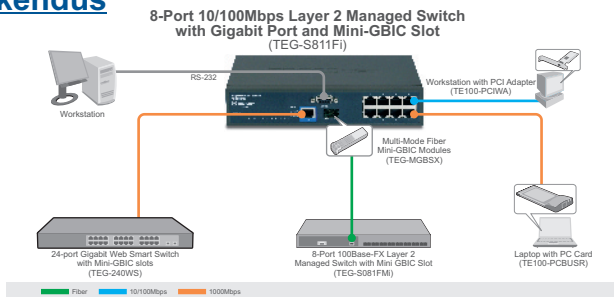 kendus
8-Port 10/100Mbps Layer 2 Managed Switch
with Gigabit Port and Mini-GBIC Slot
(TEG-S811Fi)
RS-232
Workstation
Workstation with PCI Adapter
(TE100-PCIWA)
Multi-Mode Fiber
Mini-GBIC Modules
(TEG-MGBSX)
24-port Gigabit Web Smart Switch
with Mini-GBIC slots
(TEG-240WS)
8-Port 100Base-FX Layer 2
Managed Switch with Mini GBIC Slot
(TEG-S081FMi)
Laptop with PC Card
(TE100-PCBUSR)
Fiber
10/100Mbps
1000Mbps